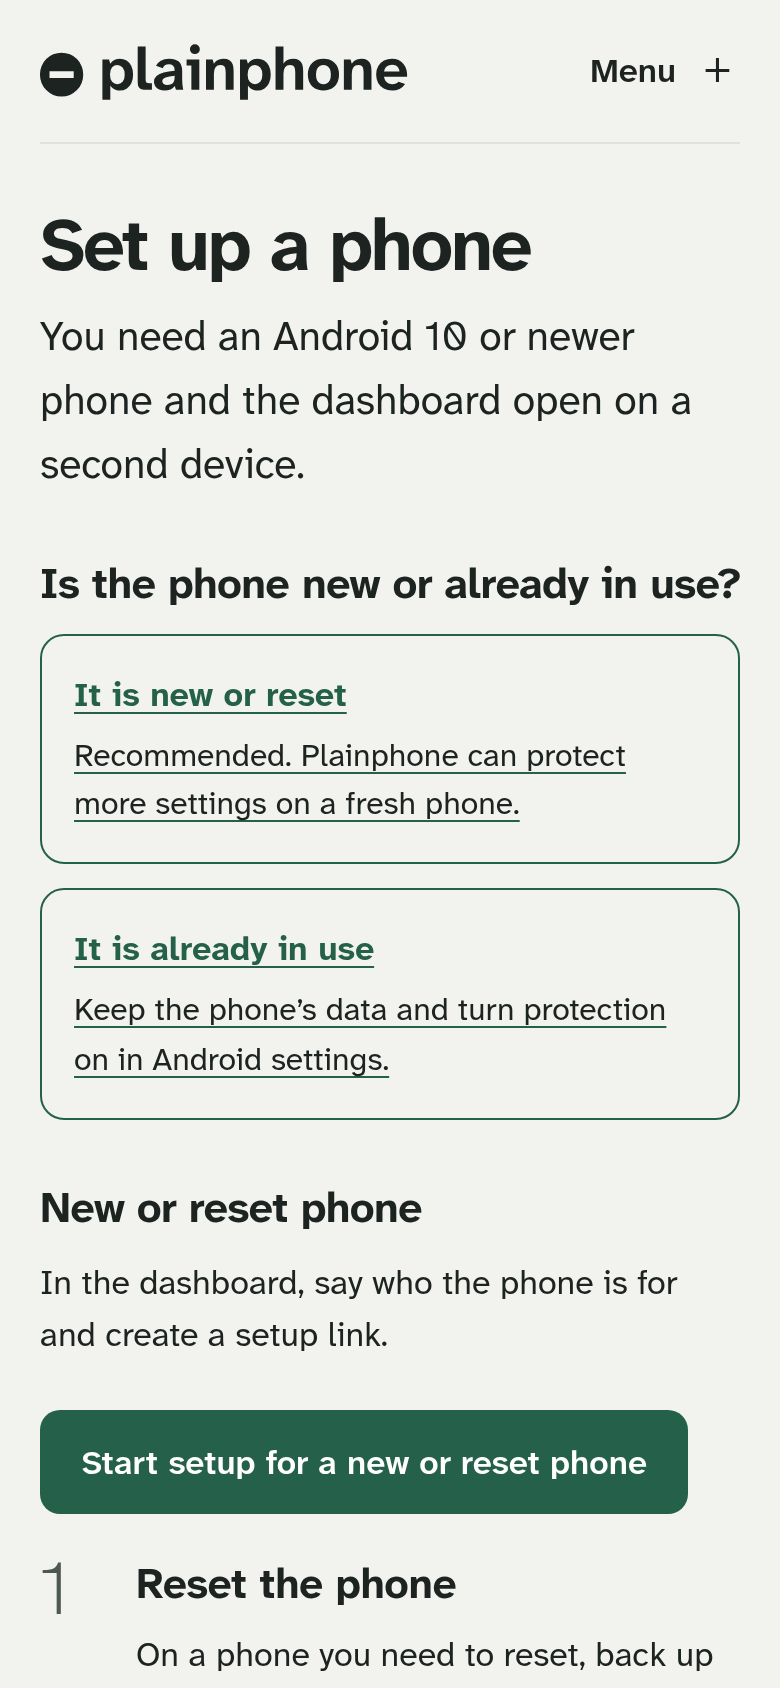 plainphone
Menu +
Set up a phone
You need an Android 10 or newer
phone and the dashboard open on a
second device.
Is the phone new or already in use?
It is new or reset
Recommended. Plainphone can protect
more settings on a fresh phone.
It is already in use
Keep the phone’s data and turn protection
on in Android settings.
New or reset phone
In the dashboard, say who the phone is for
and create a setup link.
Start setup for a new or reset phone
1 Reset the phone
On a phone you need to reset, back up